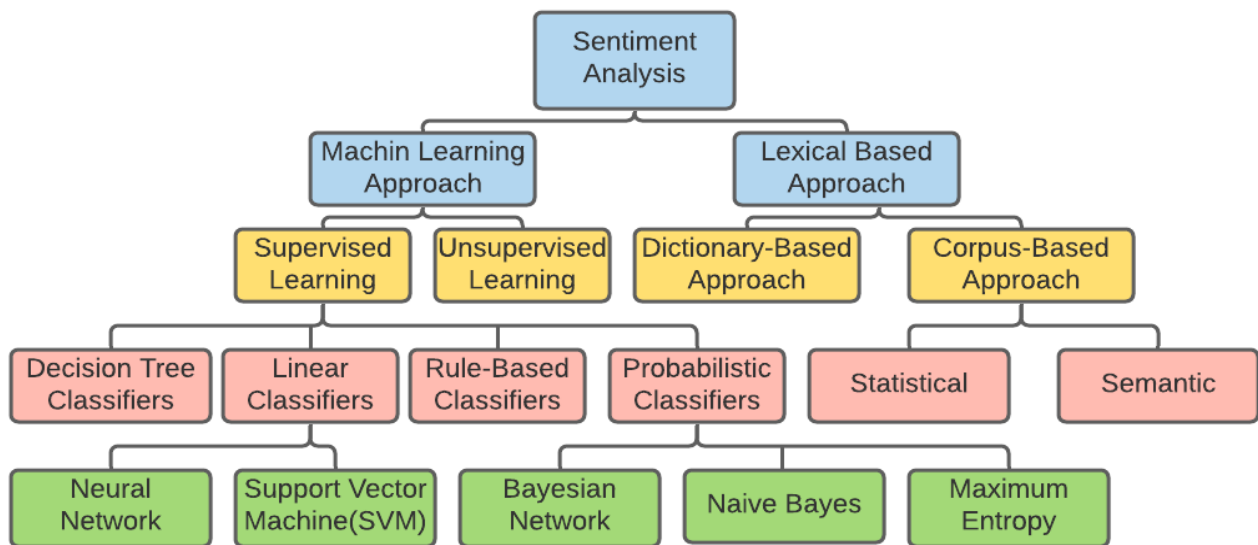 Sentiment
Analysis
Machin Learning
Approach
Lexical Based
Approach
Supervised
Learning
Unsupervised
Learning
Dictionary-Based
Approach
Corpus-Based
Approach
Decision Tree
Classifiers
Linear
Classifiers
Rule-Based
Classifiers
Probabilistic
Classifiers
Statistical
Semantic
Neural
Network
Support Vector
Machine(SVM)
Bayesian
Network
Naive Bayes
Maximum
Entropy